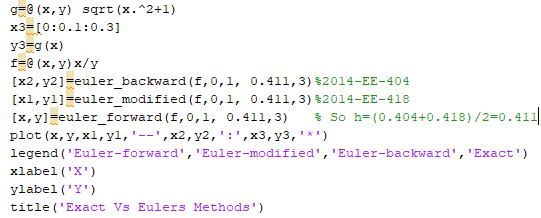 g=@(x,y) sqrt(x.^2+1)
x3=[0:0.1:0.3]
y3=g(x)
f=@(x,y)x/y
[x2,y2]=euler_backward(f,0,1, 0.411,3)%2014-EE-404
[x1,y1]=euler_modified(f,0,1, 0.411,3)%2014-EE-418
[x,y]=euler_forward(f,0,1, 0.411,3)   % So h=(0.404+0.418)/2=0.411
plot(x,y,x1,y1,'--',x2,y2,':',x3,y3,'*')
legend('Euler-forward','Euler-modified','Euler-backward','Exact')
xlabel('X')
ylabel('Y')
title('Exact Vs Eulers Methods')